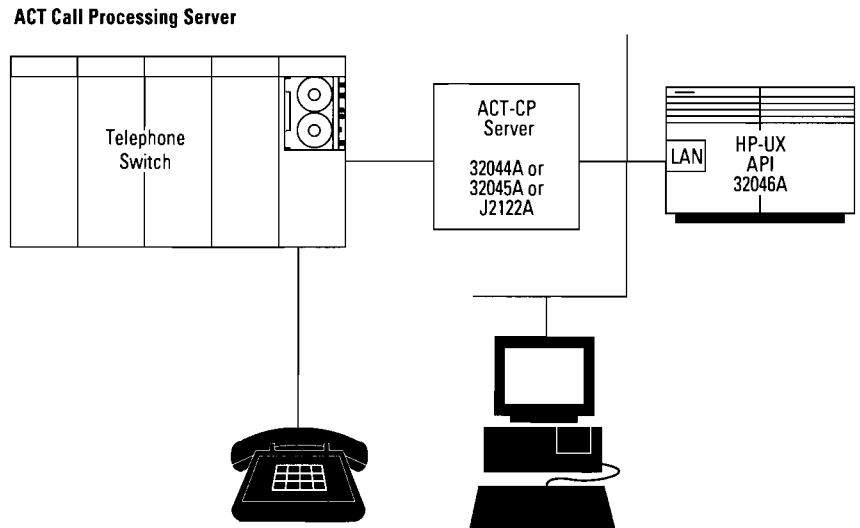 ACT Call Processing Server
Telephone
Switch
ACT-CP
Server
32044A or
32045A or
J2122A
LAN
HP-UX
API
32046A